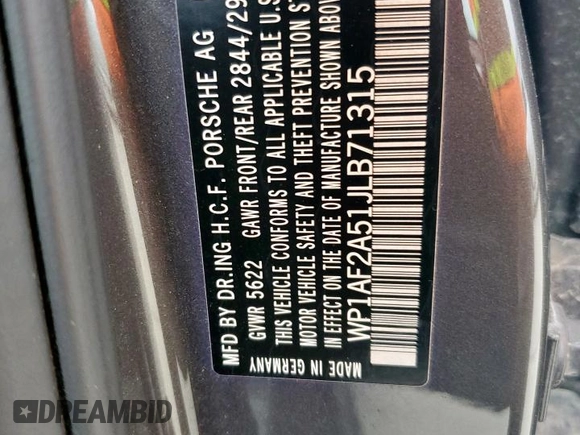 MFD BY DR.ING H.C.F. PORSCHE AG
GVWR 5622 GAWR FRONT/REAR 2844/29
THIS VEHICLE CONFORMS TO ALL APPLICABLE U.S
MOTOR VEHICLE SAFETY AND THEFT PREVENTION ST
IN EFFECT ON THE DATE OF MANUFACTURE SHOWN ABOV
WP1AF2A51JLB71315
MADE IN GERMANY
DREAMBID